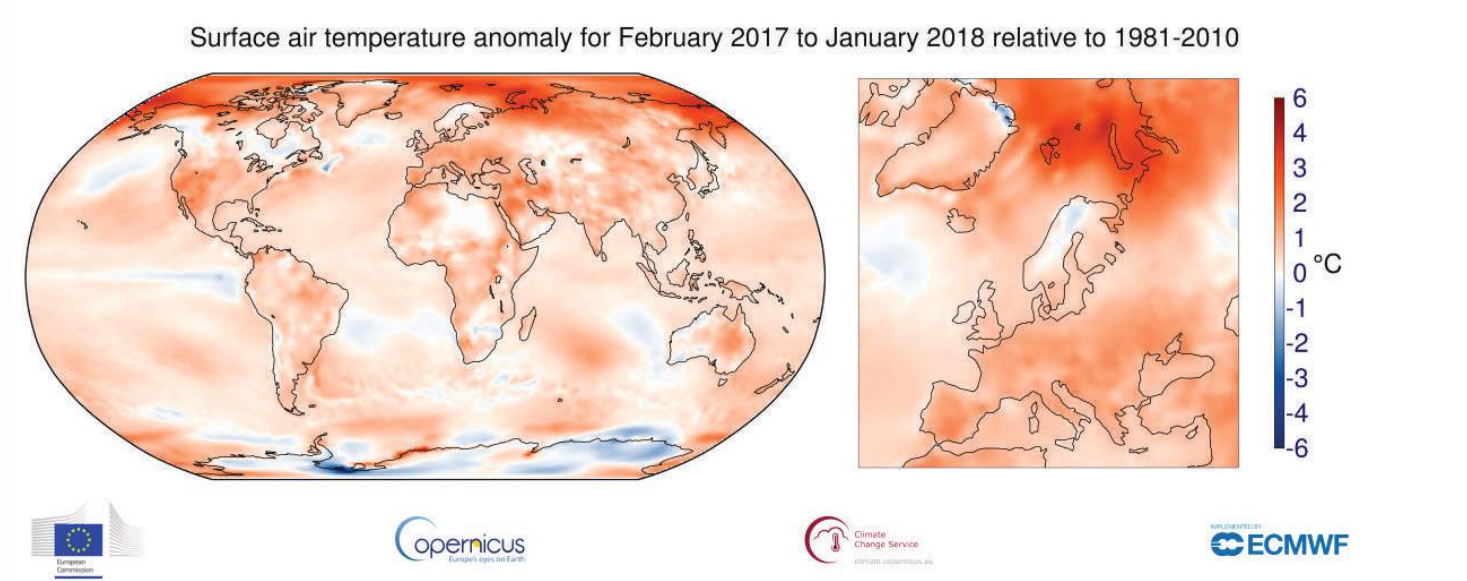 Surface air temperature anomaly for February 2017 to January 2018 relative to 1981-2010
6
4
3
2
1
0
-1
-2
-3
-4
-6
°C
European
Commission
opernicus
Europe's eyes on Earth
Climate
Change Service
climate.copernicus.eu
IMPLEMENTED BY
ECMWF